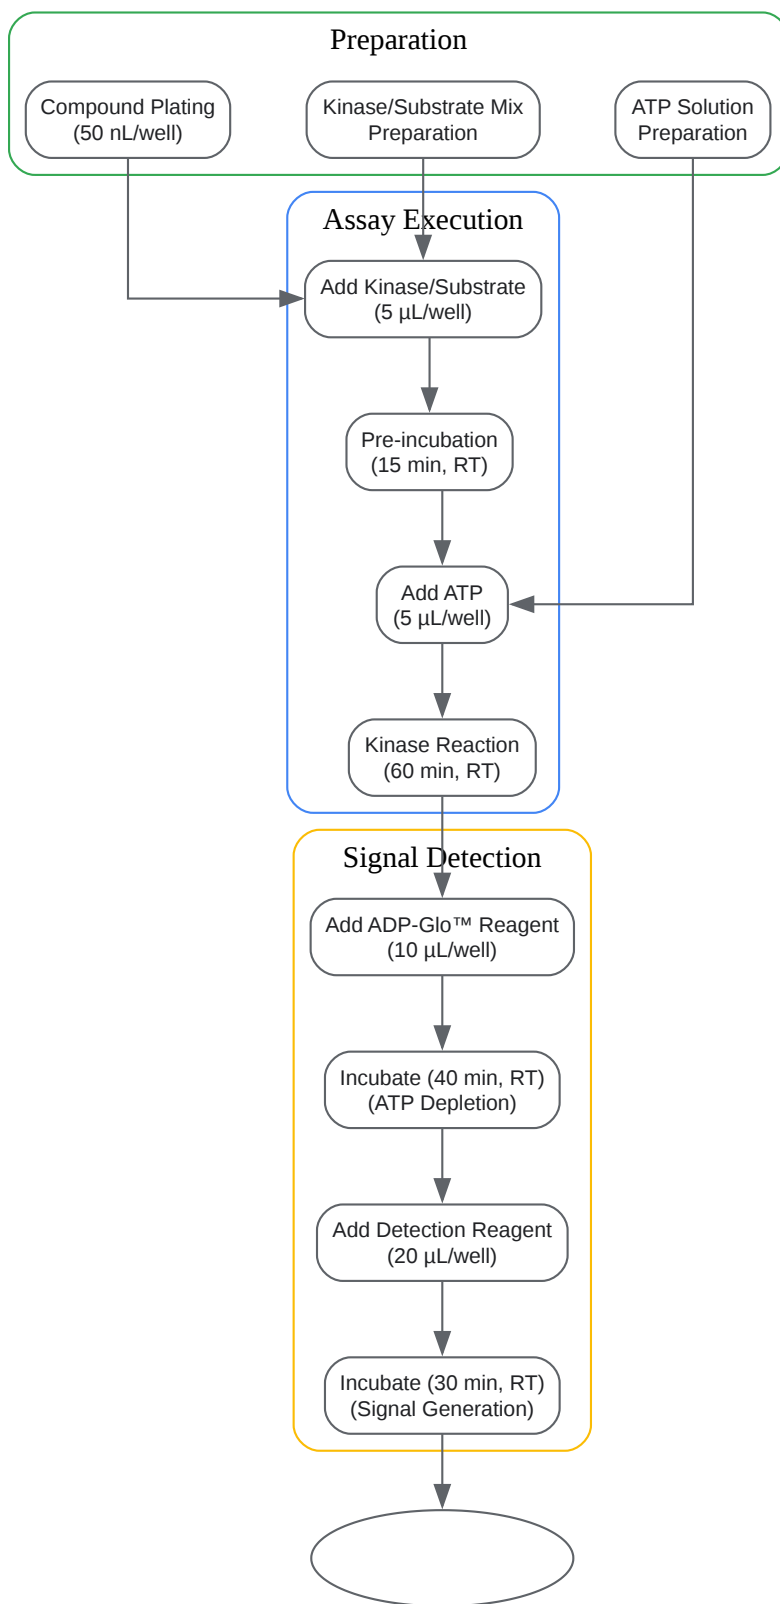 Preparation
Compound Plating
(50 nL/well)
Kinase/Substrate Mix
Preparation
ATP Solution
Preparation
Assay Execution
Add Kinase/Substrate
(5 µL/well)
Pre-incubation
(15 min, RT)
Add ATP
(5 µL/well)
Kinase Reaction
(60 min, RT)
Signal Detection
Add ADP-Glo™ Reagent
(10 µL/well)
Incubate (40 min, RT)
(ATP Depletion)
Add Detection Reagent
(20 µL/well)
Incubate (30 min, RT)
(Signal Generation)